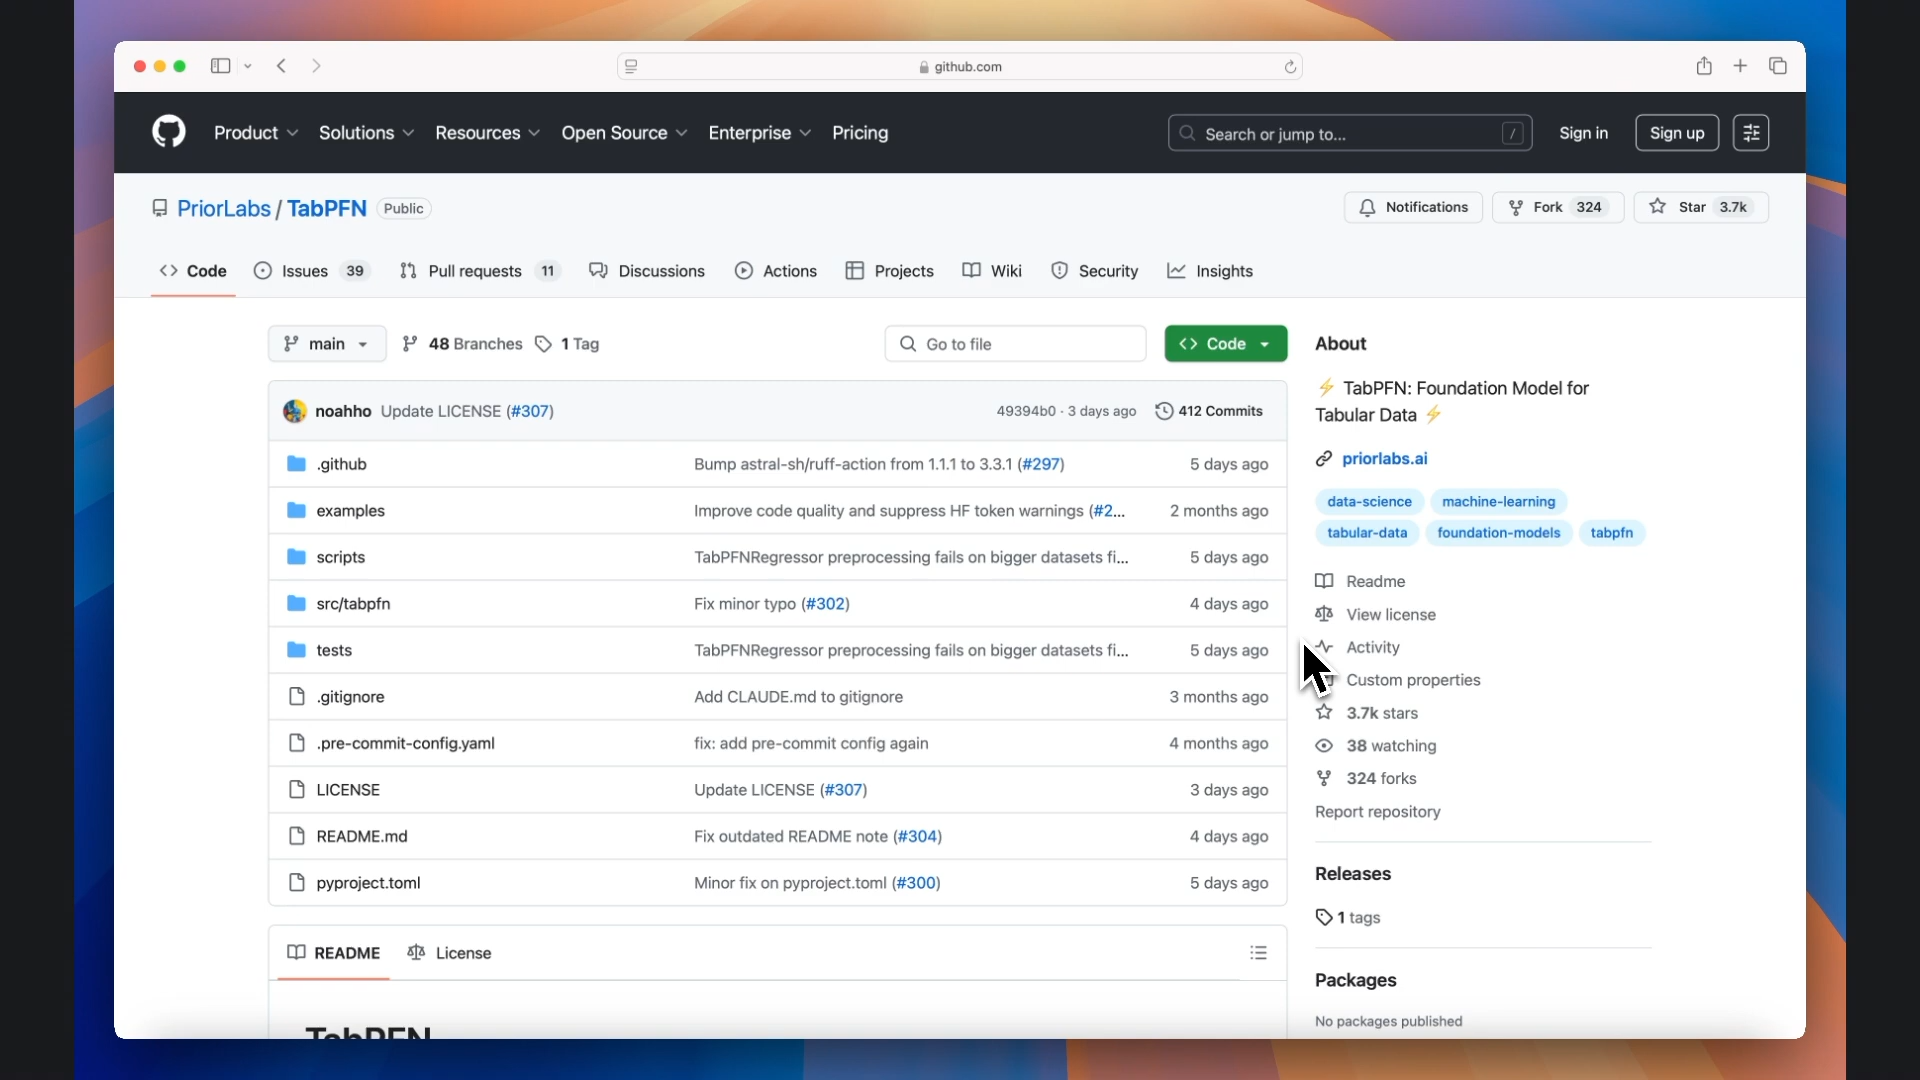 github.com
Product Solutions Resources Open Source Enterprise Pricing Search or jump to... / Sign in Sign up
PriorLabs / TabPFN Public Notifications Fork 324 Star 3.7k
Code Issues 39 Pull requests 11 Discussions Actions Projects Wiki Security Insights
main 48 Branches 1 Tag Go to file Code
noahho Update LICENSE (#307) 49394b0 · 3 days ago 412 Commits
.github Bump astral-sh/ruff-action from 1.1.1 to 3.3.1 (#297) 5 days ago
examples Improve code quality and suppress HF token warnings (#2... 2 months ago
scripts TabPFNRegressor preprocessing fails on bigger datasets fi... 5 days ago
src/tabpfn Fix minor typo (#302) 4 days ago
tests TabPFNRegressor preprocessing fails on bigger datasets fi... 5 days ago
.gitignore Add CLAUDE.md to gitignore 3 months ago
.pre-commit-config.yaml fix: add pre-commit config again 4 months ago
LICENSE Update LICENSE (#307) 3 days ago
README.md Fix outdated README note (#304) 4 days ago
pyproject.toml Minor fix on pyproject.toml (#300) 5 days ago
README License
TabPFN
About
⚡ TabPFN: Foundation Model for
Tabular Data ⚡
priorlabs.ai
data-science machine-learning
tabular-data foundation-models tabpfn
Readme
View license
Activity
Custom properties
3.7k stars
38 watching
324 forks
Report repository
Releases
1 tags
Packages
No packages published